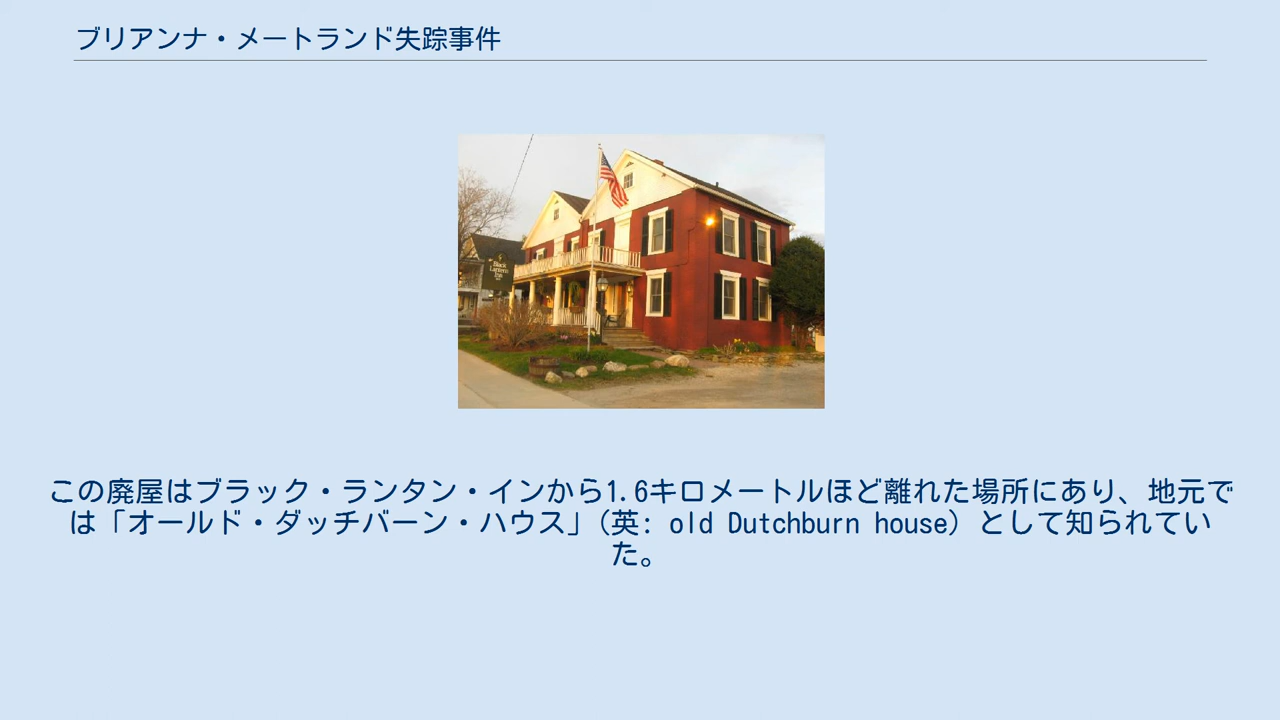 ブリアンナ・メートランド失踪事件
Black
Lantern
Inn
この廃屋はブラック・ランタン・インから1.6キロメートルほど離れた場所にあり、地元で
は「オールド・ダッチバーン・ハウス」(英: old Dutchburn house) として知られてい
た。